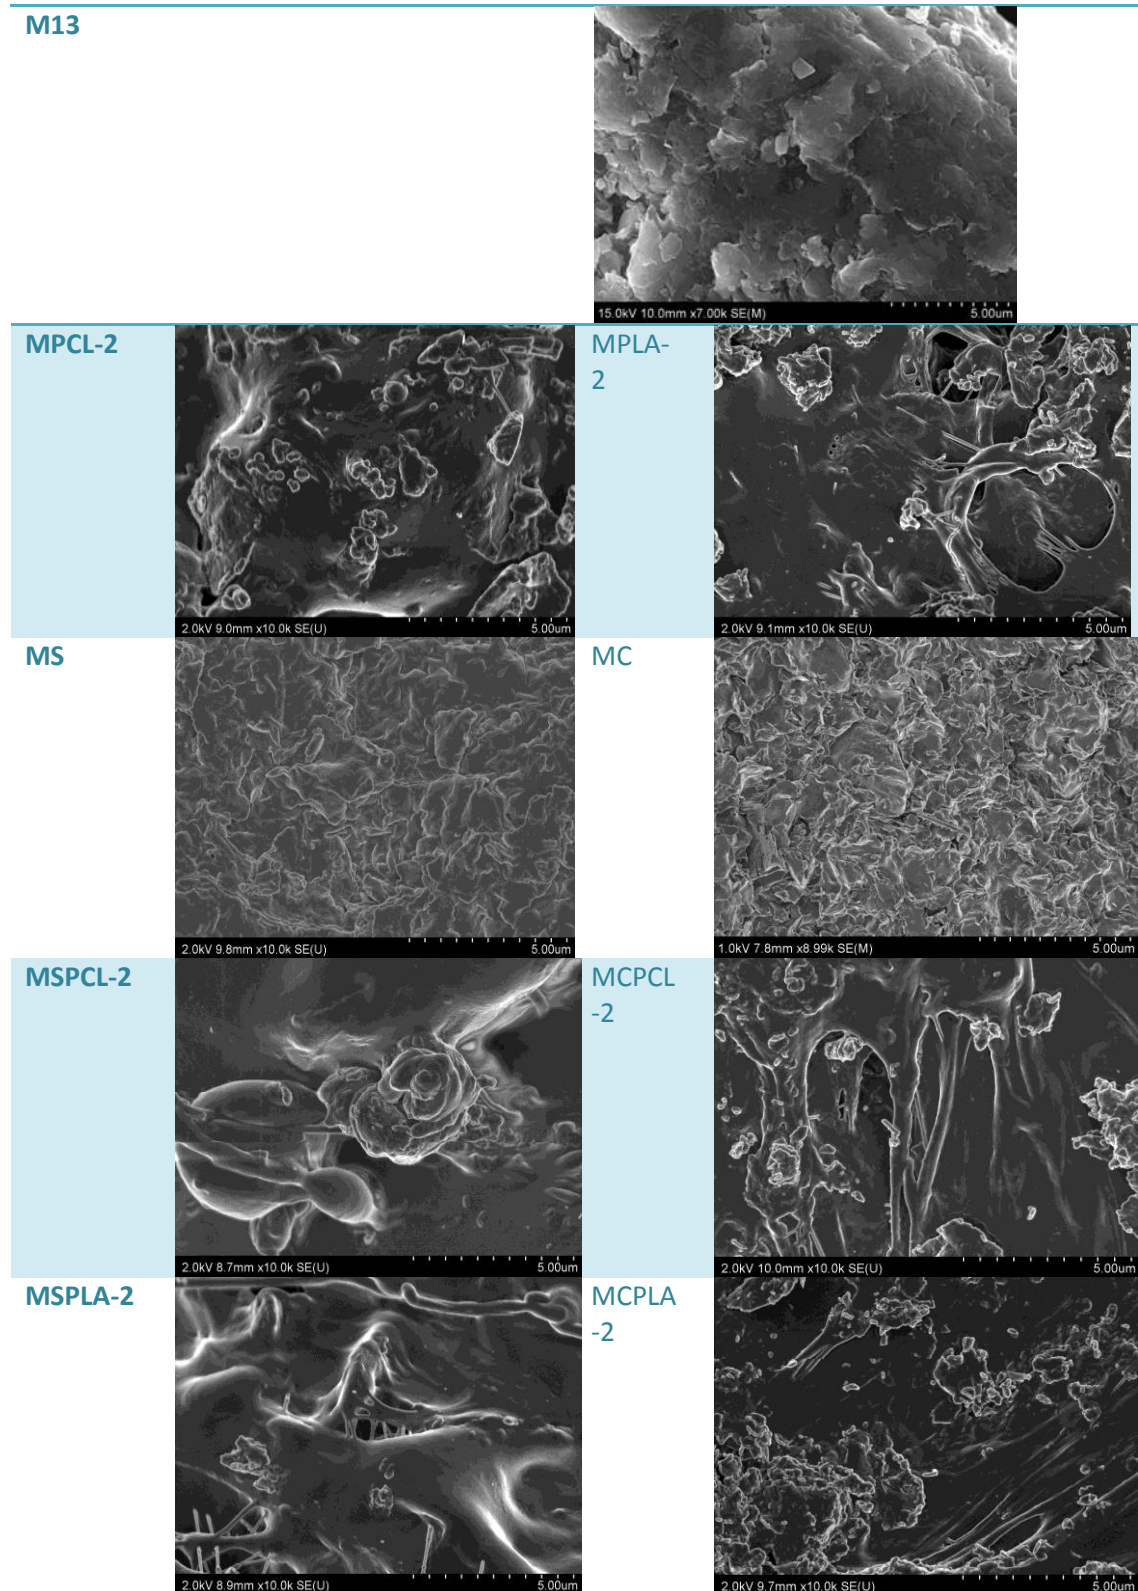 M13
15.0kV 10.0mm x7.00k SE(M) 5.00um
MPCL-2
2.0kV 9.0mm x10.0k SE(U) 5.00um
MPLA-
2
2.0kV 9.1mm x10.0k SE(U) 5.00um
MS
2.0kV 9.8mm x10.0k SE(U) 5.00um
MC
1.0kV 7.8mm x8.99k SE(M) 5.00um
MSPCL-2
2.0kV 8.7mm x10.0k SE(U) 5.00um
MCPCL
-2
2.0kV 10.0mm x10.0k SE(U) 5.00um
MSPLA-2
2.0kV 8.9mm x10.0k SE(U) 5.00um
MCPLA
-2
2.0kV 9.7mm x10.0k SE(U) 5.00um